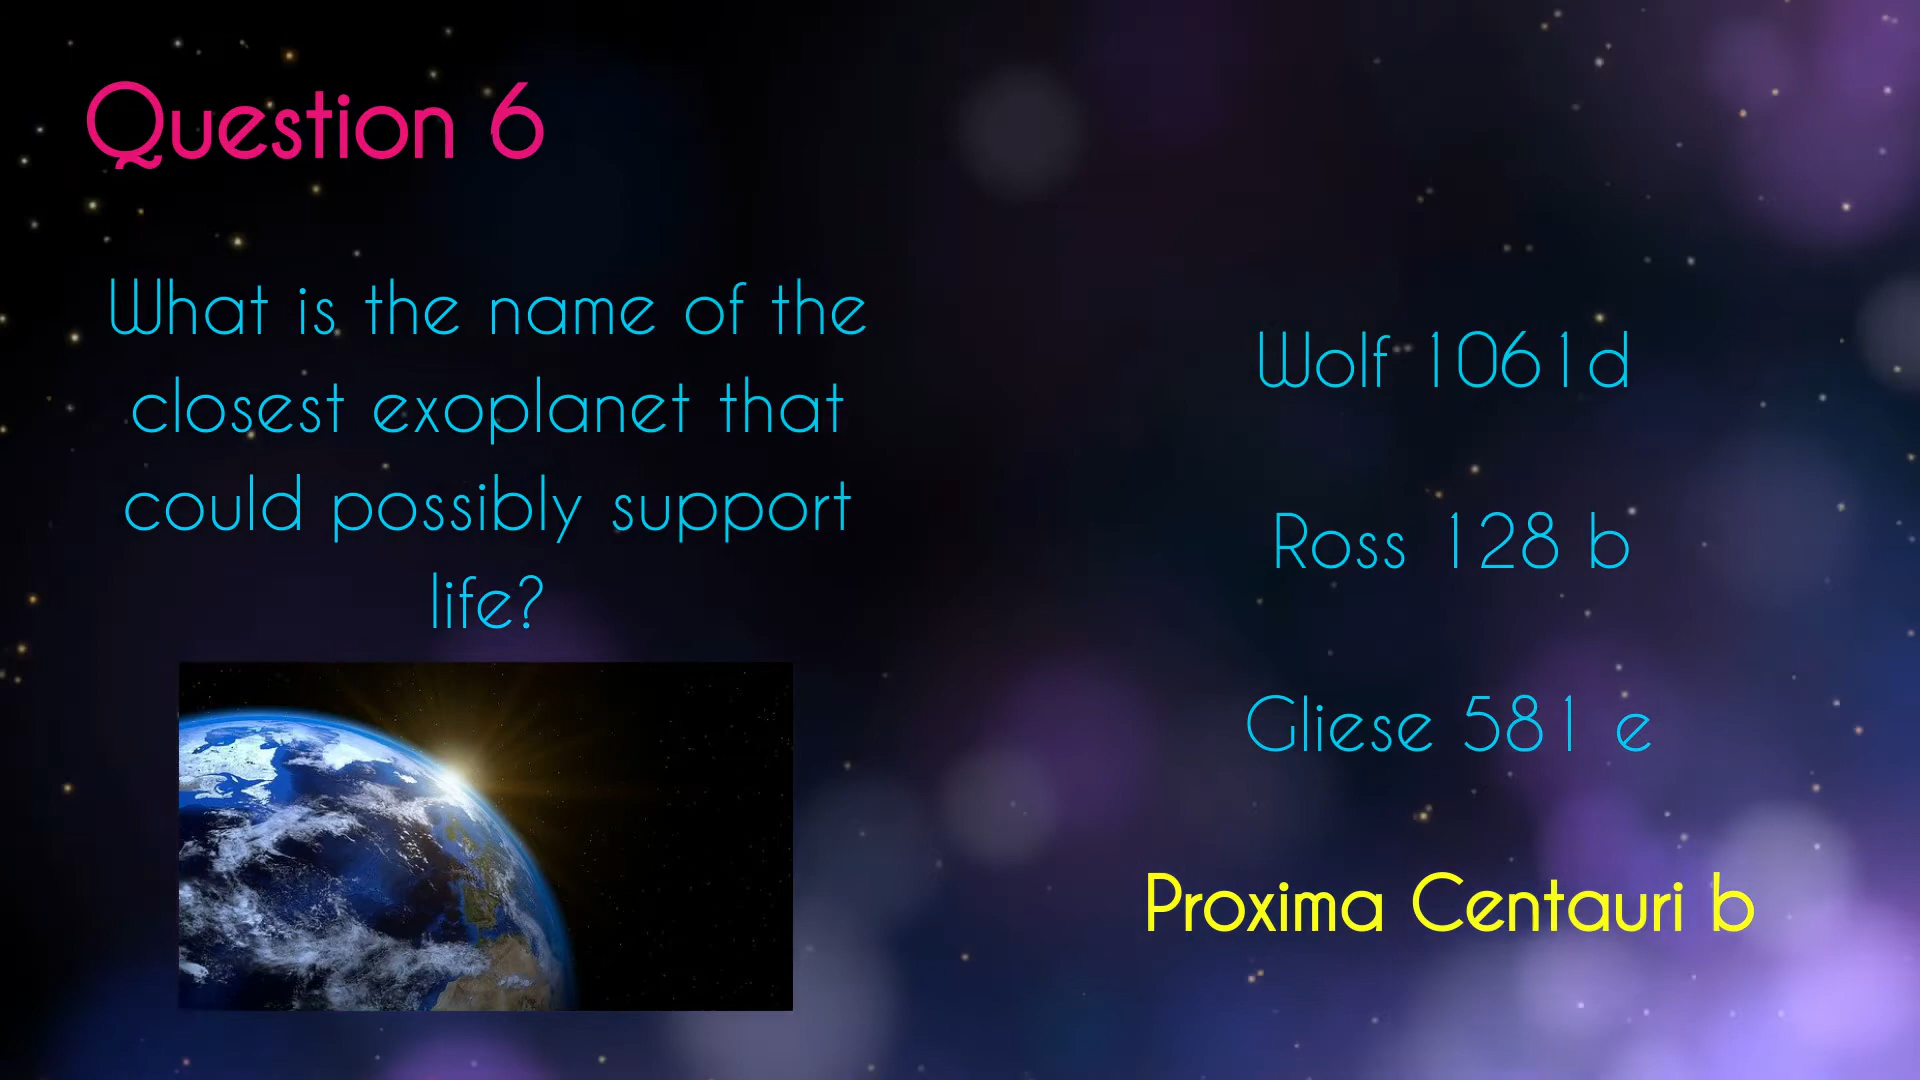 Question 6
What is the name of the
closest exoplanet that
could possibly support
life?
Wolf 1061d
Ross 128 b
Gliese 581 e
Proxima Centauri b